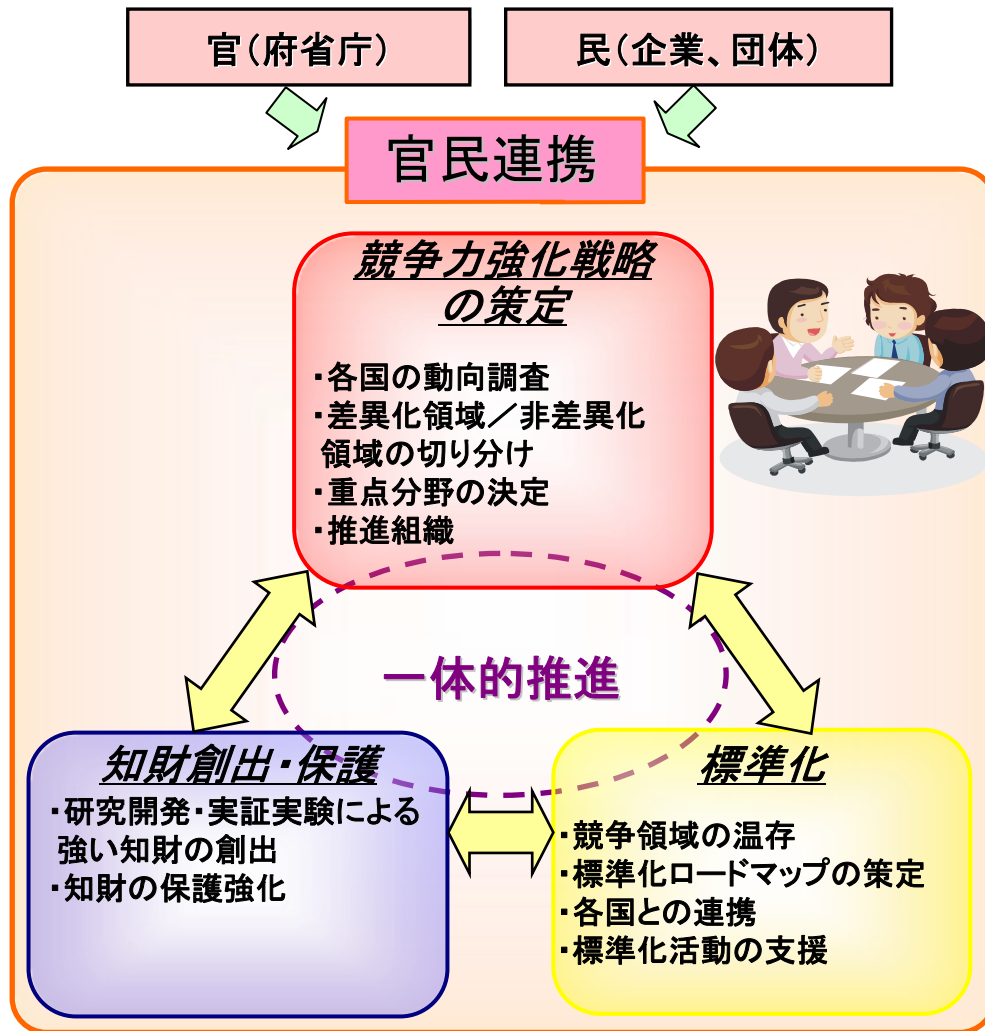 官（府省庁）
民（企業、団体）
官民連携
競争力強化戦略
の策定
・各国の動向調査
・差異化領域／非差異化
領域の切り分け
・重点分野の決定
・推進組織
一体的推進
知財創出・保護
・研究開発・実証実験による
強い知財の創出
・知財の保護強化
標準化
・競争領域の温存
・標準化ロードマップの策定
・各国との連携
・標準化活動の支援